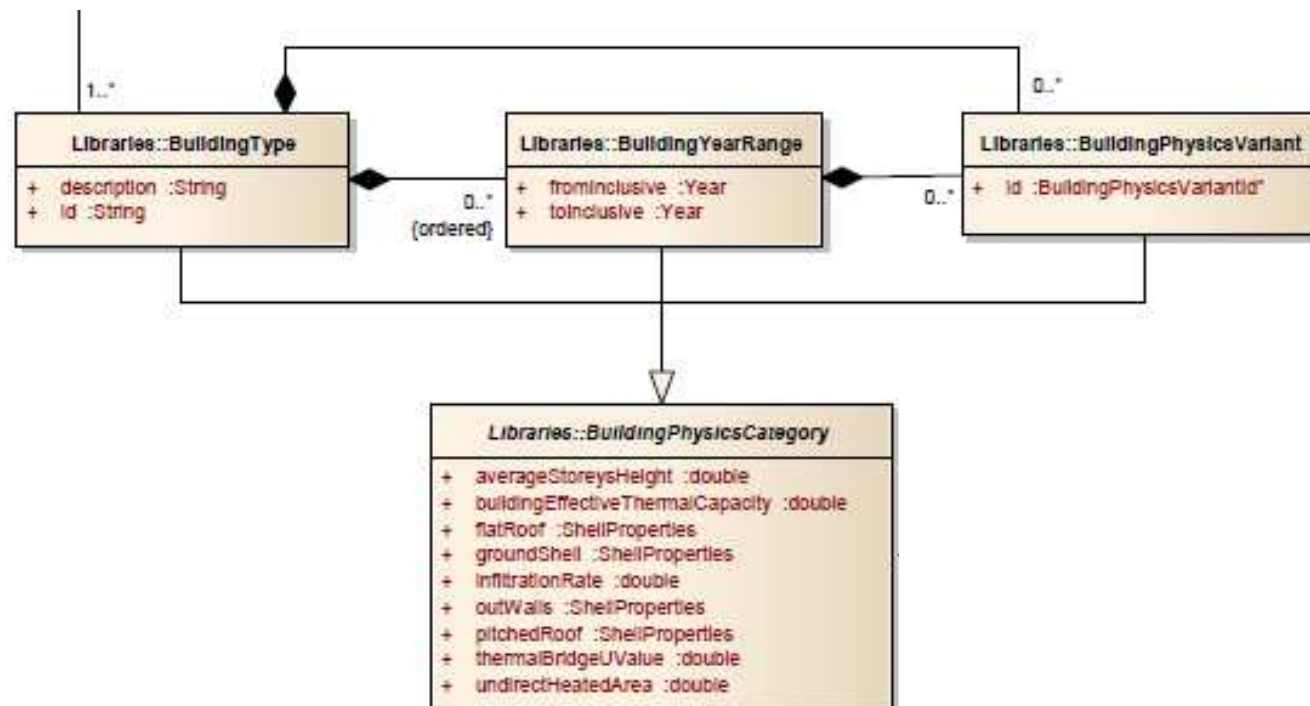 1..*
0..*
Libraries::BuildingType
+ description :String
+ id :String
0..*
{ordered}
Libraries::BuildingYearRange
+ fromInclusive :Year
+ toInclusive :Year
0..*
Libraries::BuildingPhysicsVariant
+ id :BuildingPhysicsVariantId"
Libraries::BuildingPhysicsCategory
+ averageStoreysHeight :double
+ buildingEffectiveThermalCapacity :double
+ flatRoof :ShellProperties
+ groundShell :ShellProperties
+ infiltrationRate :double
+ outWalls :ShellProperties
+ pitchedRoof :ShellProperties
+ thermalBridgeUValue :double
+ undirectHeatedArea :double